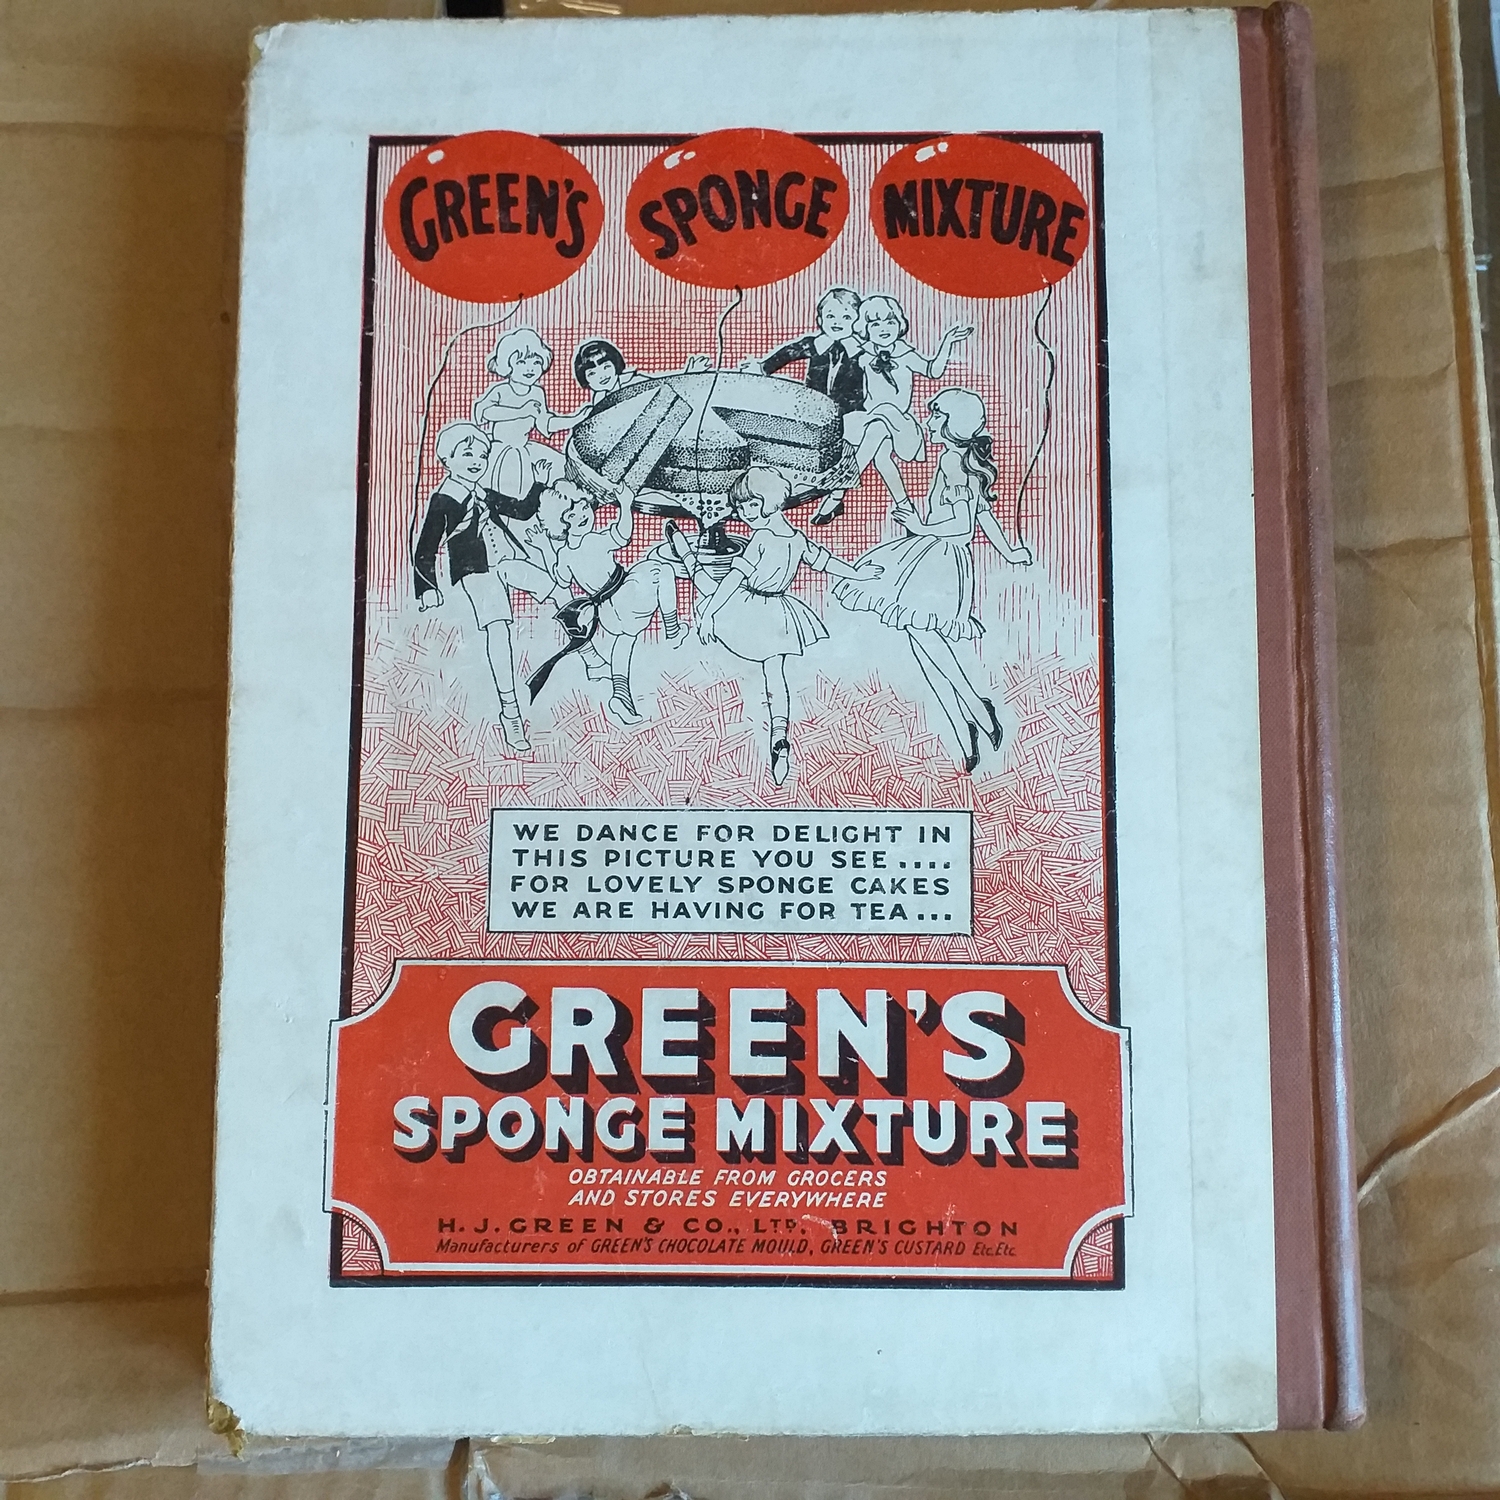 GREEN'S SPONGE MIXTURE
WE DANCE FOR DELIGHT IN
THIS PICTURE YOU SEE ....
FOR LOVELY SPONGE CAKES
WE ARE HAVING FOR TEA ...
GREEN'S
SPONGE MIXTURE
OBTAINABLE FROM GROCERS
AND STORES EVERYWHERE
H. J. GREEN & CO., LTD., BRIGHTON
Manufacturers of GREEN'S CHOCOLATE MOULD, GREEN'S CUSTARD Etc. Etc.